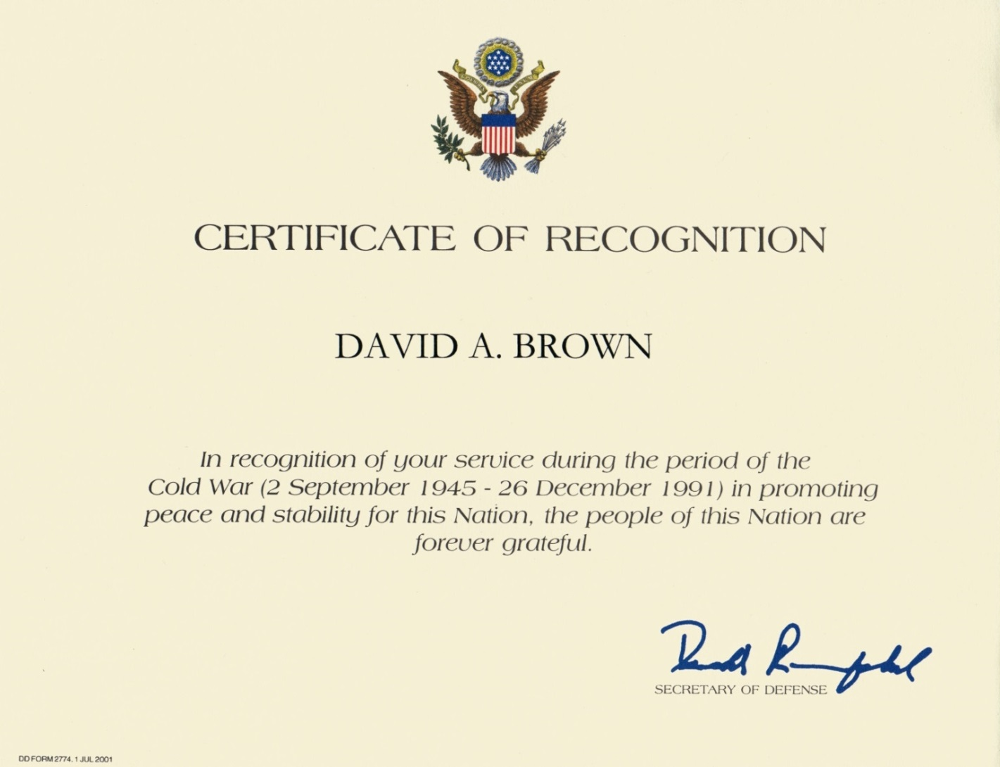 CERTIFICATE OF RECOGNITION
DAVID A. BROWN
In recognition of your service during the period of the
Cold War (2 September 1945 - 26 December 1991) in promoting
peace and stability for this Nation, the people of this Nation are
forever grateful.
Donald Rumsfeld
SECRETARY OF DEFENSE
DD FORM 2774, 1 JUL 2001